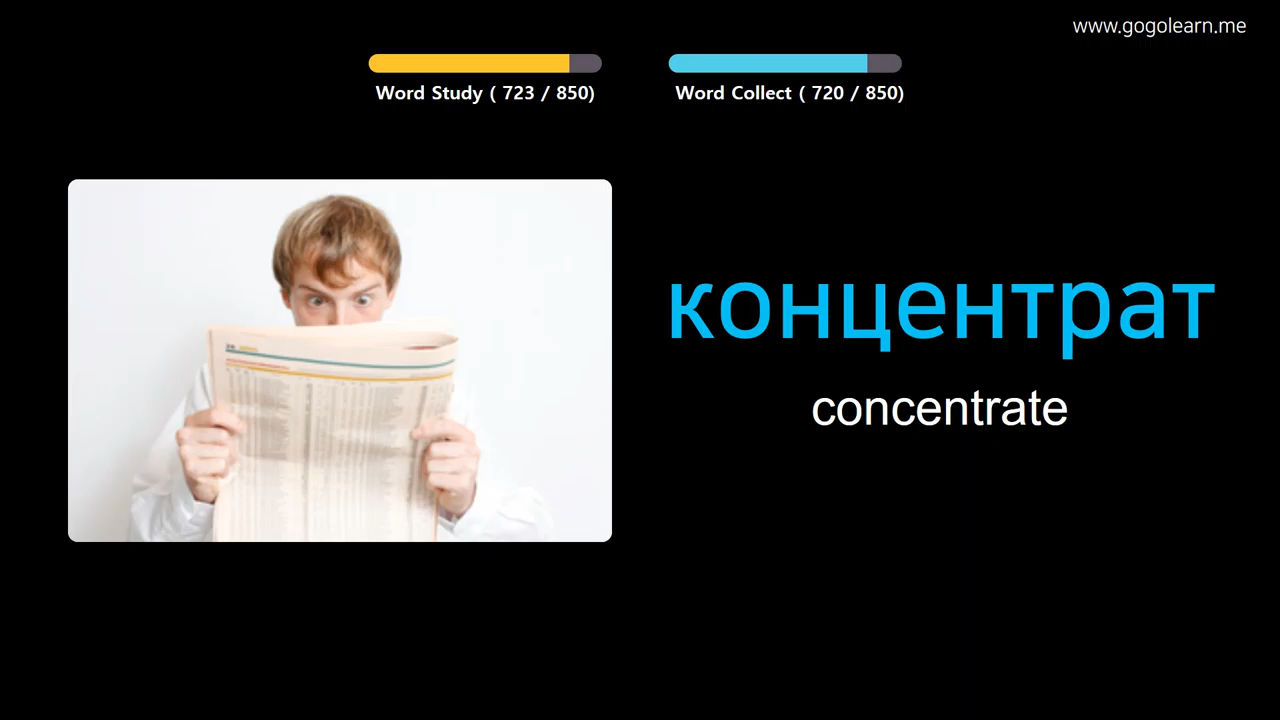 www.gogolearn.me
Word Study ( 723 / 850)
Word Collect ( 720 / 850)
концентрат
concentrate